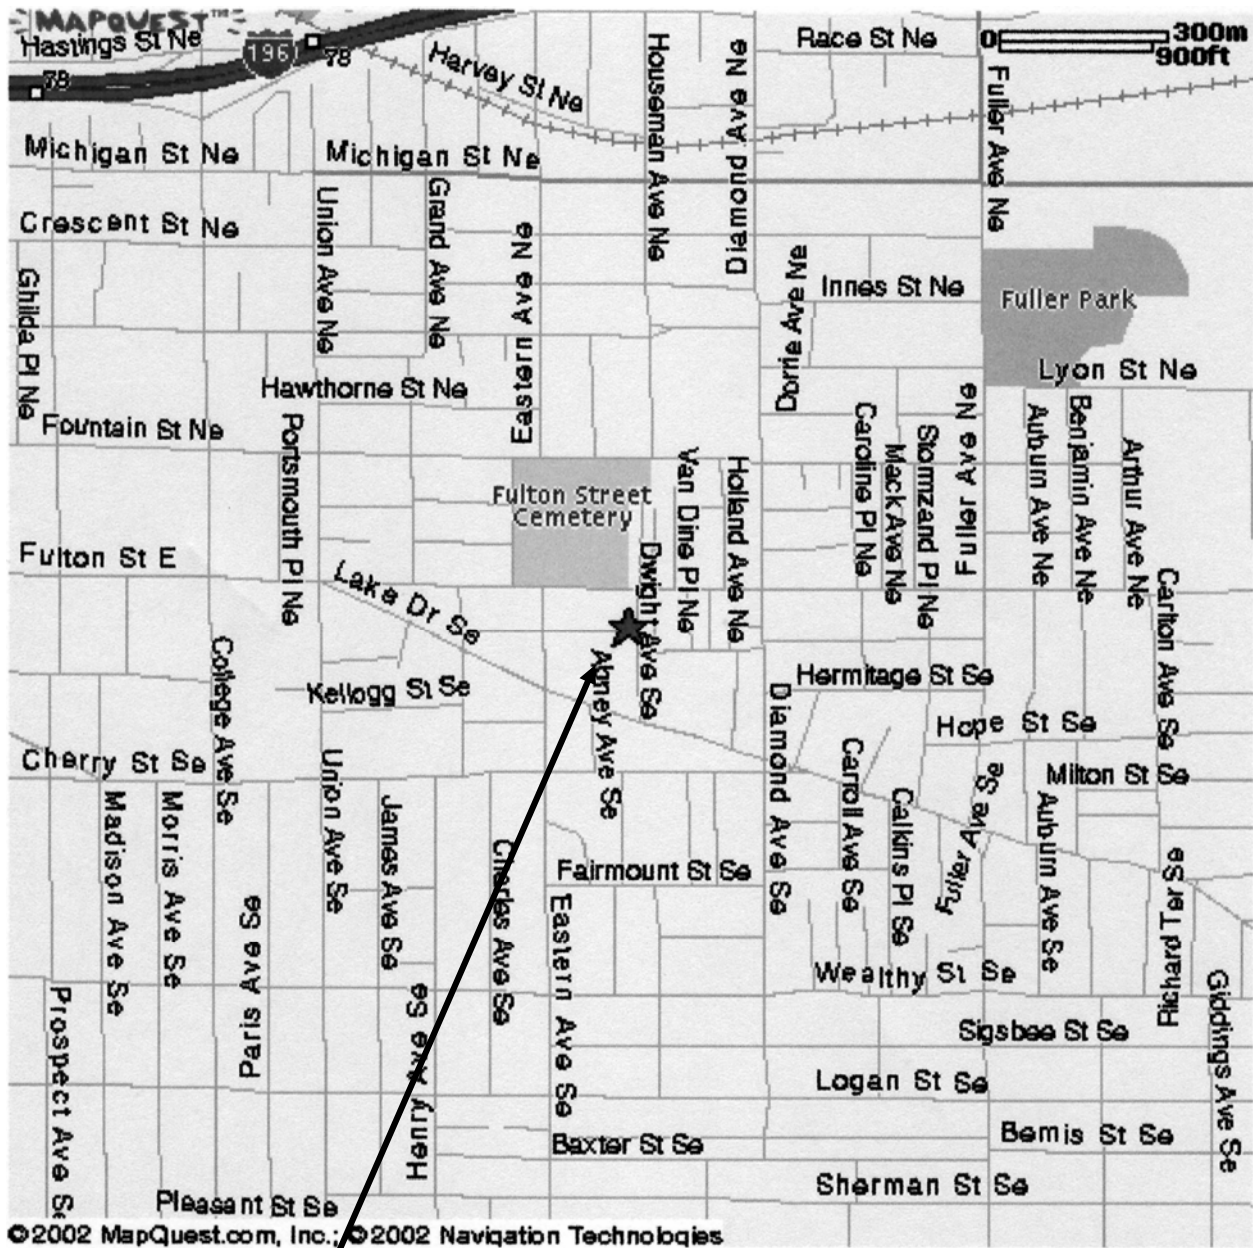 MAPQUEST™
Hastings St Ne
196
78
78
Harvey St Ne
Houseman Ave Ne
Diamond Ave Ne
Race St Ne
0
300m
900ft
Fuller Ave Ne
Michigan St Ne
Michigan St Ne
Crescent St Ne
Union Ave Ne
Grand Ave Ne
Eastern Ave Ne
Ghilda Pl Ne
Dorrie Ave Ne
Innes St Ne
Fuller Park
Lyon St Ne
Hawthorne St Ne
Fountain St Ne
Portsmouth Pl Ne
Fulton Street
Cemetery
Van Dine Pl Ne
Holland Ave Ne
Caroline Pl Ne
Mack Ave Ne
Stormzand Pl Ne
Fuller Ave Ne
Auburn Ave Ne
Benjamin Ave Ne
Arthur Ave Ne
Fulton St E
Lake Dr Se
Dwight Ave Se
Carlton Ave Se
College Ave Se
Kellogg St Se
Abney Ave Se
Hermitage St Se
Diamond Ave Se
Hope St Se
Cherry St Se
Union Ave Se
Carroll Ave Se
Calkins Pl Se
Fuller Ave Se
Milton St Se
Madison Ave Se
Morris Ave Se
James Ave Se
Charles Ave Se
Fairmount St Se
Auburn Ave Se
Richard Ter Se
Paris Ave Se
Eastern Ave Se
Wealthy St Se
Giddings Ave Se
Prospect Ave Se
Henry Ave Se
Sigsbee St Se
Logan St Se
Baxter St Se
Bemis St Se
Sherman St Se
Pleasant St Se
©2002 MapQuest.com, Inc.; ©2002 Navigation Technologies